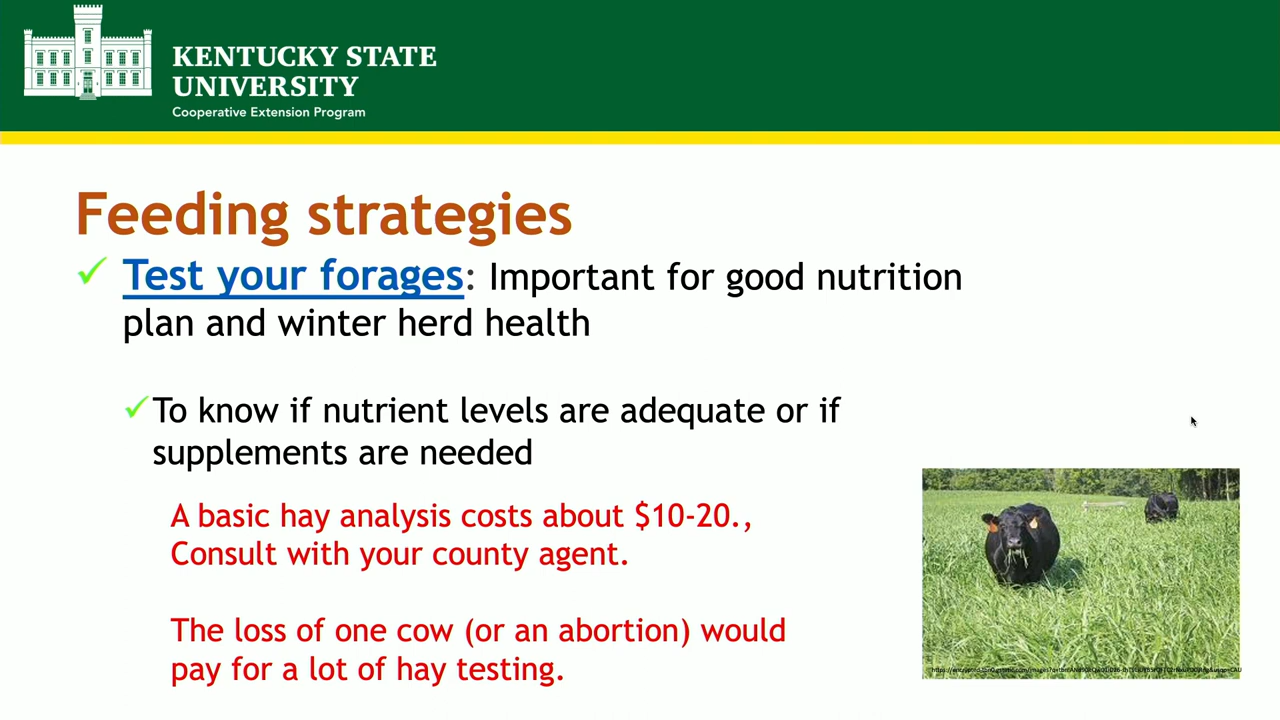 KENTUCKY STATE
UNIVERSITY
Cooperative Extension Program
Feeding strategies
✓ Test your forages: Important for good nutrition
plan and winter herd health
✓ To know if nutrient levels are adequate or if
supplements are needed
A basic hay analysis costs about $10-20.,
Consult with your county agent.
The loss of one cow (or an abortion) would
pay for a lot of hay testing.